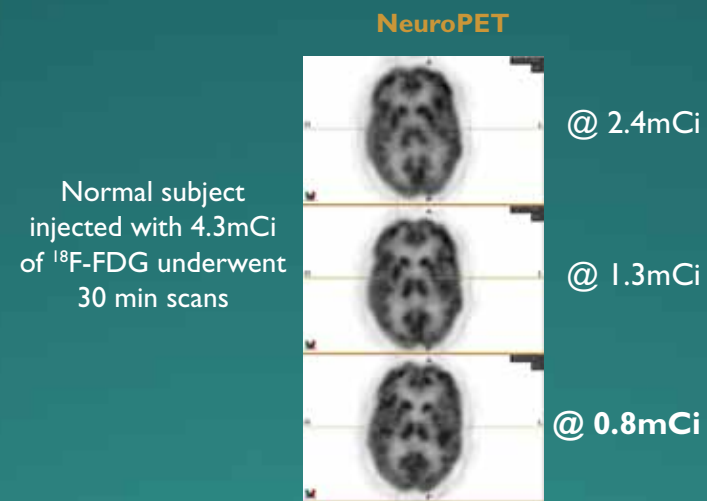 NeuroPET
Normal subject
injected with 4.3mCi
of ¹⁸F-FDG underwent
30 min scans
@ 2.4mCi
@ 1.3mCi
@ 0.8mCi